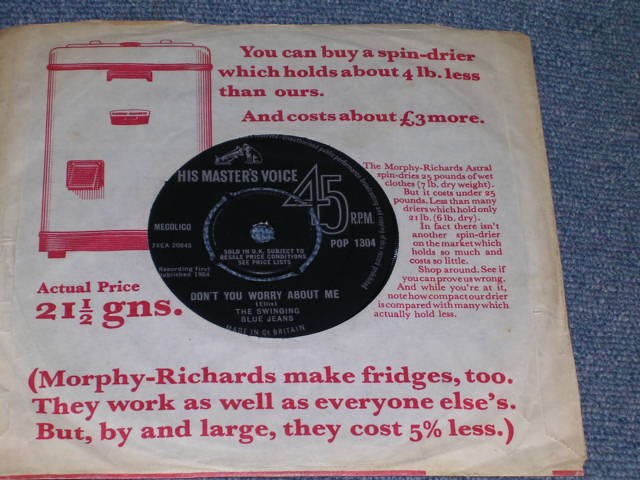 You can buy a spin-drier
which holds about 4 lb. less
than ours.
And costs about £3 more.
HIS MASTER'S VOICE
45
R.P.M.
MECOLICO
POP 1304
7XEA 20845
SOLD IN U.K. SUBJECT TO
RESALE PRICE CONDITIONS
SEE PRICE LISTS
Recording first
published 1964
DON'T YOU WORRY ABOUT ME
(Ellis)
THE SWINGING
BLUE JEANS
MADE IN Gt BRITAIN
The Morphy-Richards Astral
spin-dries 25 pounds of wet
clothes (7 lb. dry weight).
But it costs under 25
pounds. Less than many
driers which hold only
21 lb. (6 lb. dry).
In fact there isn't
another spin-drier
on the market which
holds so much and
costs so little.
Shop around. See if
you can prove us wrong.
And while you're at it,
note how compact our drier
is compared with many which
actually hold less.
Actual Price
21½ gns.
(Morphy-Richards make fridges, too.
They work as well as everyone else's.
But, by and large, they cost 5% less.)